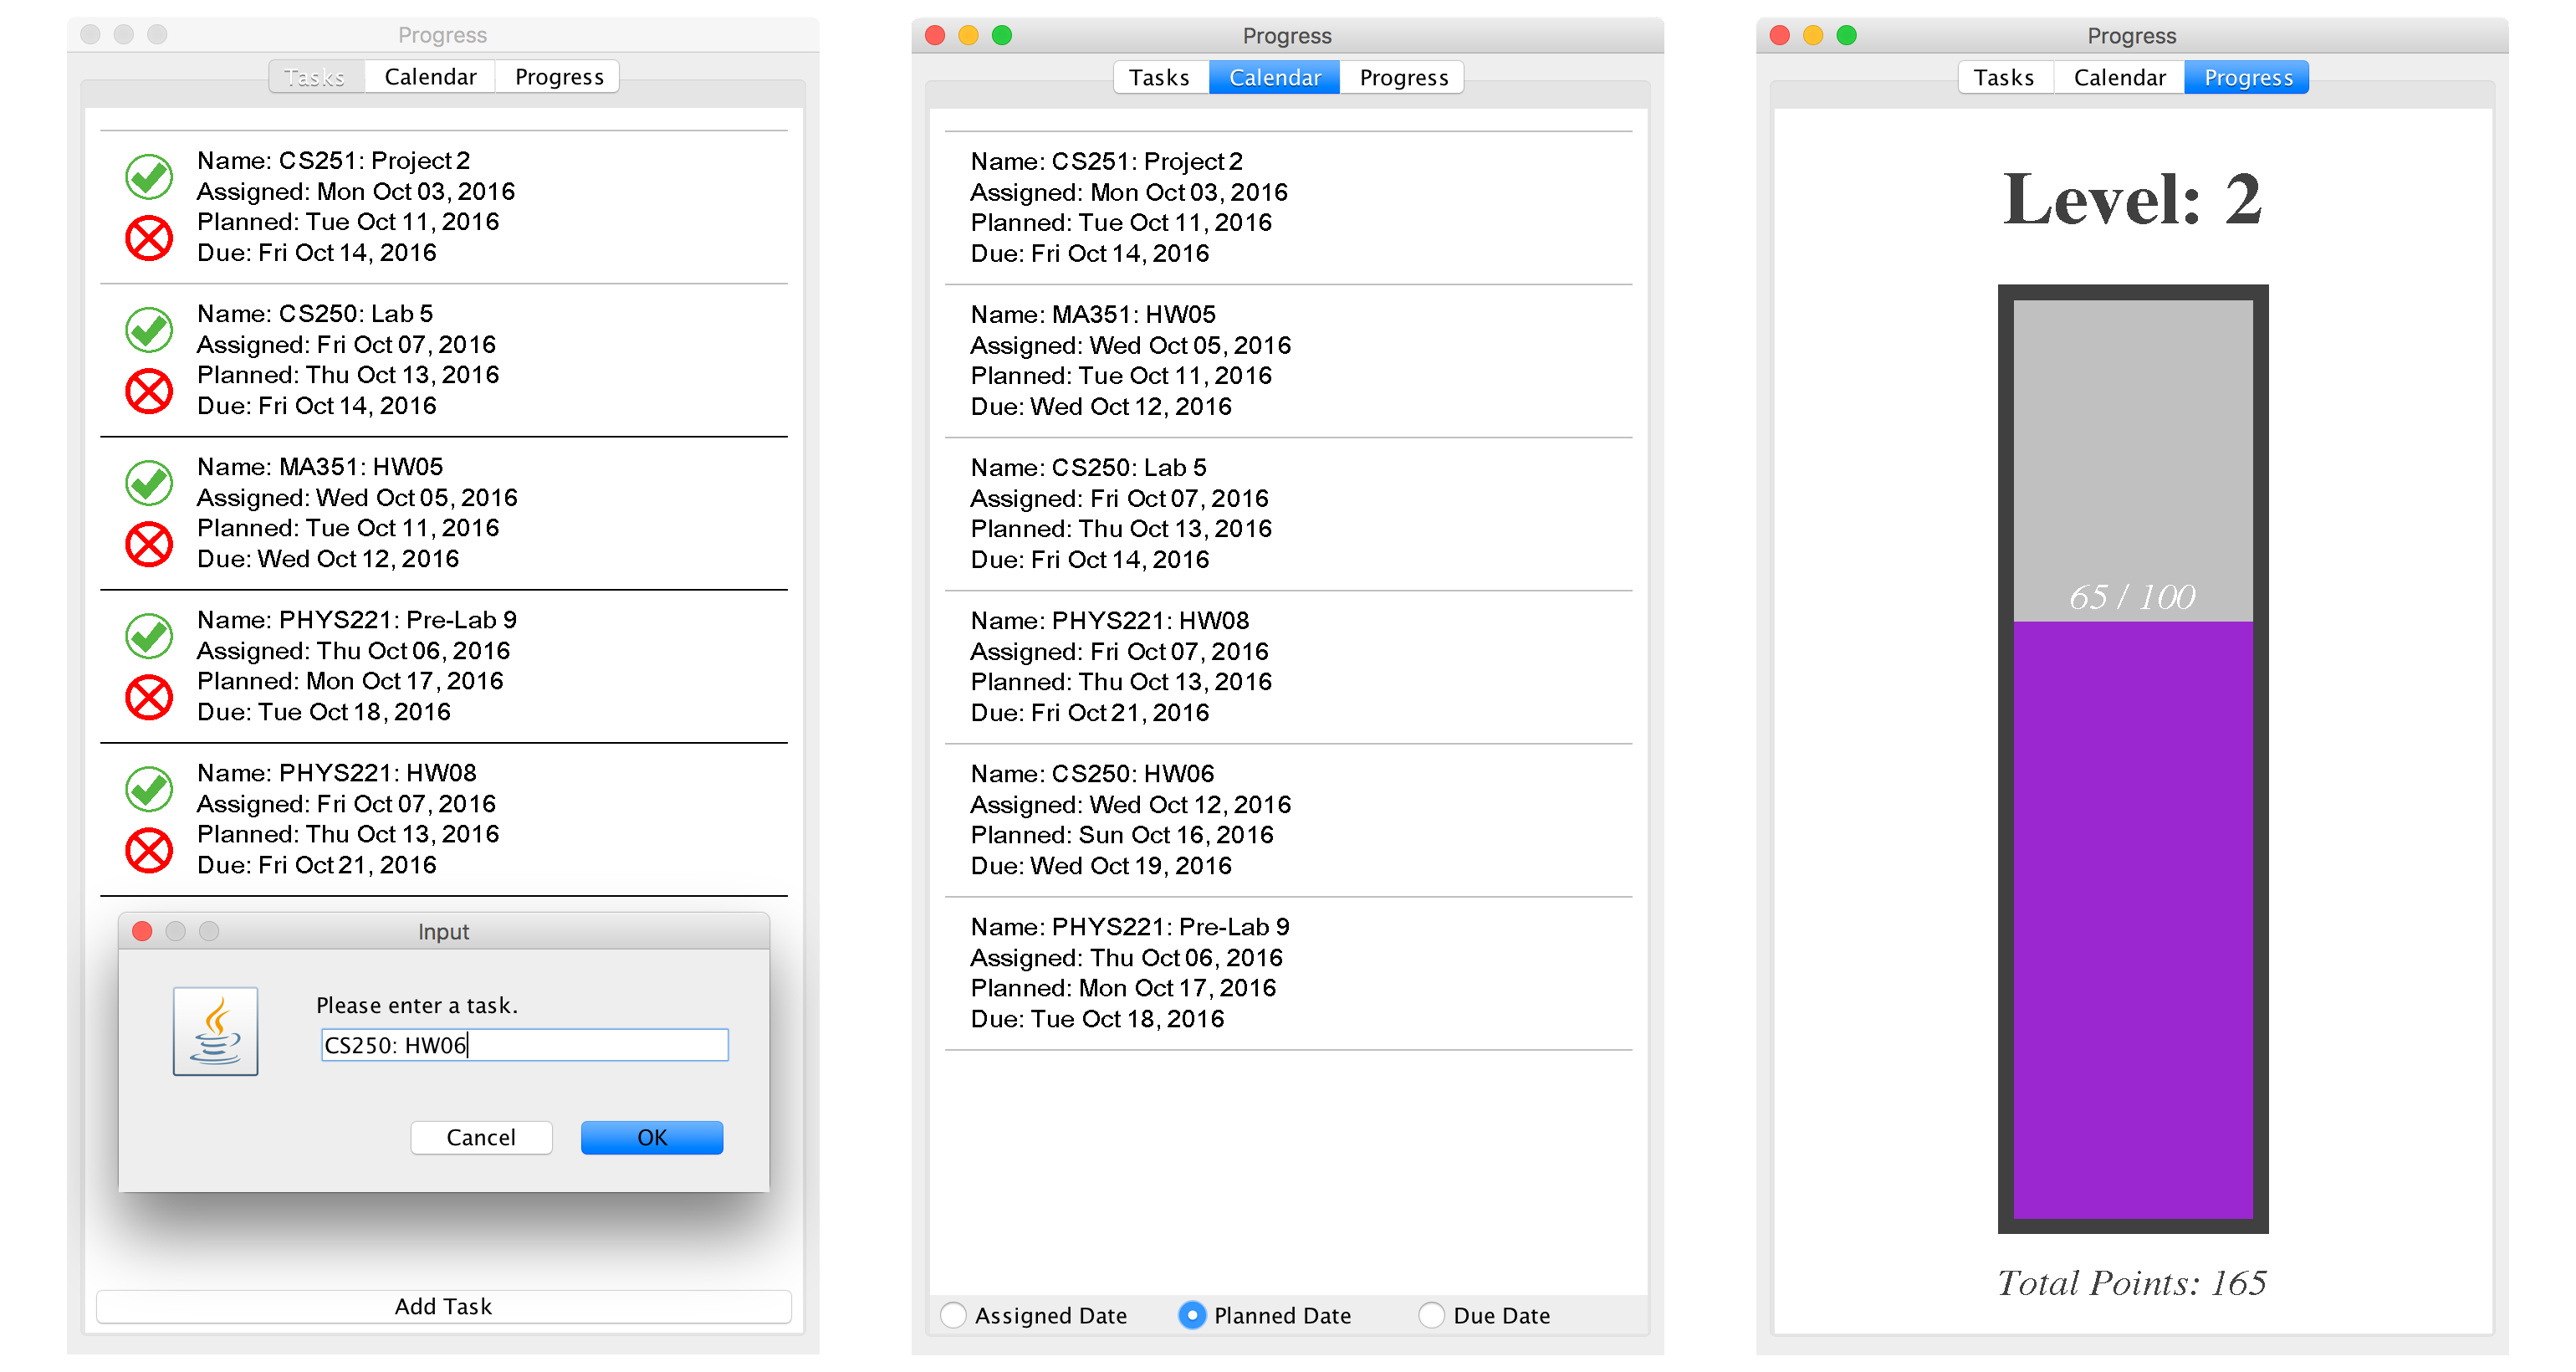 Progress
Tasks
Calendar
Progress
Name: CS251: Project 2
Assigned: Mon Oct 03, 2016
Planned: Tue Oct 11, 2016
Due: Fri Oct 14, 2016
Name: CS250: Lab 5
Assigned: Fri Oct 07, 2016
Planned: Thu Oct 13, 2016
Due: Fri Oct 14, 2016
Name: MA351: HW05
Assigned: Wed Oct 05, 2016
Planned: Tue Oct 11, 2016
Due: Wed Oct 12, 2016
Name: PHYS221: Pre-Lab 9
Assigned: Thu Oct 06, 2016
Planned: Mon Oct 17, 2016
Due: Tue Oct 18, 2016
Name: PHYS221: HW08
Assigned: Fri Oct 07, 2016
Planned: Thu Oct 13, 2016
Due: Fri Oct 21, 2016
Input
Please enter a task.
CS250: HW06
Cancel
OK
Add Task
Progress
Tasks
Calendar
Progress
Name: CS251: Project 2
Assigned: Mon Oct 03, 2016
Planned: Tue Oct 11, 2016
Due: Fri Oct 14, 2016
Name: MA351: HW05
Assigned: Wed Oct 05, 2016
Planned: Tue Oct 11, 2016
Due: Wed Oct 12, 2016
Name: CS250: Lab 5
Assigned: Fri Oct 07, 2016
Planned: Thu Oct 13, 2016
Due: Fri Oct 14, 2016
Name: PHYS221: HW08
Assigned: Fri Oct 07, 2016
Planned: Thu Oct 13, 2016
Due: Fri Oct 21, 2016
Name: CS250: HW06
Assigned: Wed Oct 12, 2016
Planned: Sun Oct 16, 2016
Due: Wed Oct 19, 2016
Name: PHYS221: Pre-Lab 9
Assigned: Thu Oct 06, 2016
Planned: Mon Oct 17, 2016
Due: Tue Oct 18, 2016
Assigned Date
Planned Date
Due Date
Progress
Tasks
Calendar
Progress
Level: 2
65 / 100
Total Points: 165